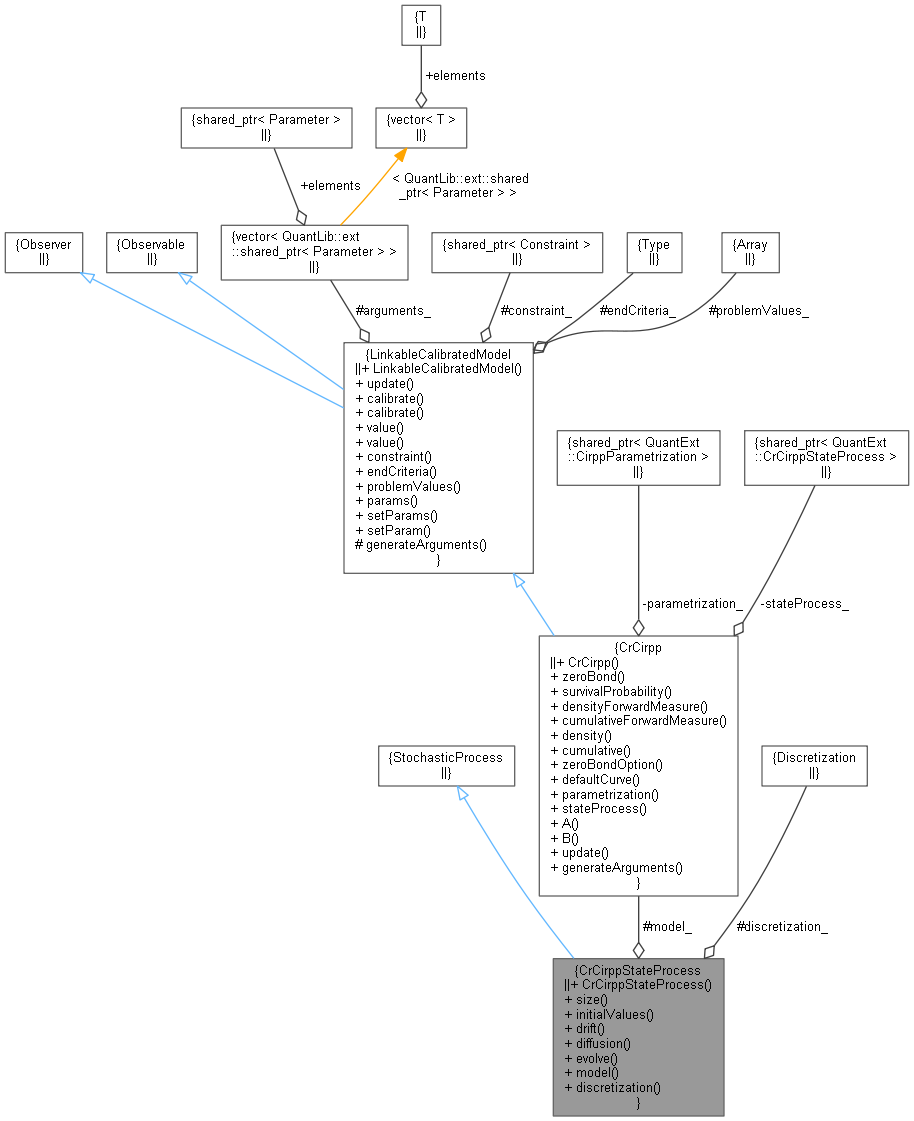 {T
||}
+elements
{shared_ptr< Parameter >
||}
{vector< T >
||}
+elements
< QuantLib::ext::shared
_ptr< Parameter > >
{Observer
||}
{Observable
||}
{vector< QuantLib::ext
::shared_ptr< Parameter > >
||}
{shared_ptr< Constraint >
||}
{Type
||}
{Array
||}
#arguments_
#constraint_
#endCriteria_
#problemValues_
{LinkableCalibratedModel
||+ LinkableCalibratedModel()
+ update()
+ calibrate()
+ calibrate()
+ value()
+ value()
+ constraint()
+ endCriteria()
+ problemValues()
+ params()
+ setParams()
+ setParam()
# generateArguments()
}
{shared_ptr< QuantExt
::CirppParametrization >
||}
{shared_ptr< QuantExt
::CrCirppStateProcess >
||}
-parametrization_
-stateProcess_
{CrCirpp
||+ CrCirpp()
+ zeroBond()
+ survivalProbability()
+ densityForwardMeasure()
+ cumulativeForwardMeasure()
+ density()
+ cumulative()
+ zeroBondOption()
+ defaultCurve()
+ parametrization()
+ stateProcess()
+ A()
+ B()
+ update()
+ generateArguments()
}
{StochasticProcess
||}
{Discretization
||}
#model_
#discretization_
{CrCirppStateProcess
||+ CrCirppStateProcess()
+ size()
+ initialValues()
+ drift()
+ diffusion()
+ evolve()
+ model()
+ discretization()
}